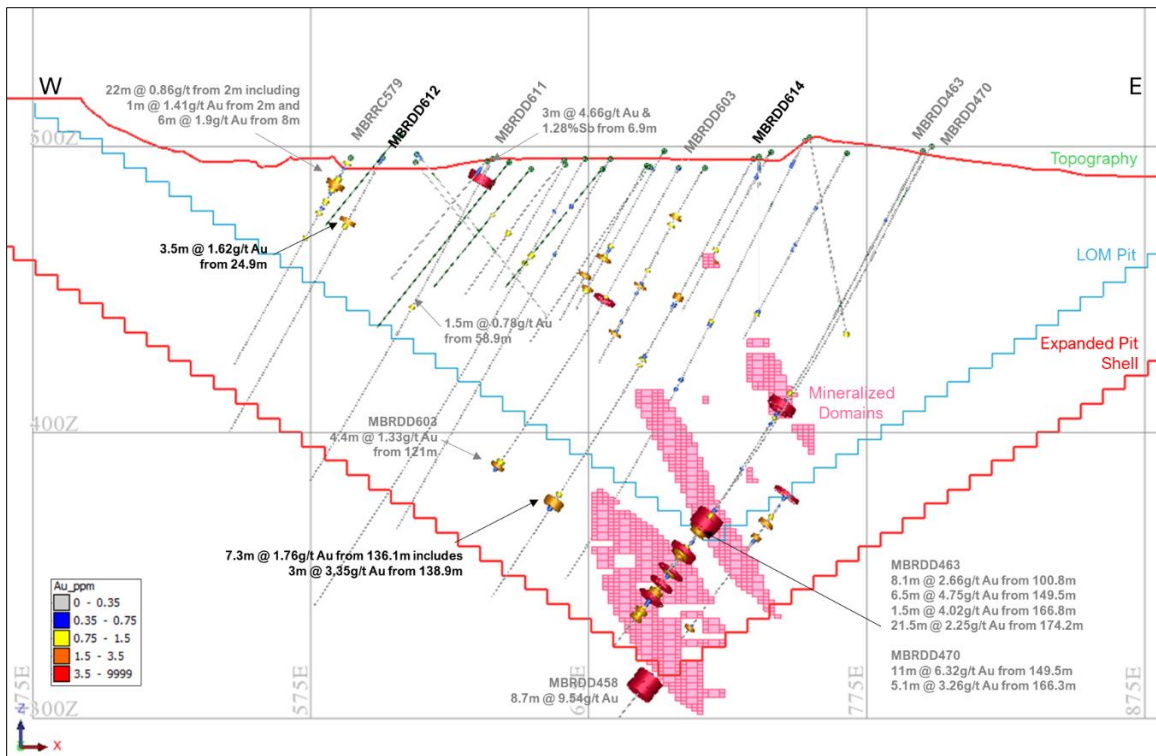 W
E
22m @ 0.86g/t from 2m including
1m @ 1.41g/t Au from 2m and
6m @ 1.9g/t Au from 8m
MBRRC579
MBRDD612
MBRDD611
3m @ 4.66g/t Au &
1.28%Sb from 6.9m
MBRDD603
MBRDD614
MBRDD463
MBRDD470
500Z
Topography
3.5m @ 1.62g/t Au
from 24.9m
LOM Pit
1.5m @ 0.78g/t Au
from 58.9m
Expanded Pit
Shell
Mineralized
Domains
400Z
MBRDD603
4.4m @ 1.33g/t Au
from 121m
7.3m @ 1.76g/t Au from 136.1m includes
3m @ 3.35g/t Au from 138.9m
MBRDD463
8.1m @ 2.66g/t Au from 100.8m
6.5m @ 4.75g/t Au from 149.5m
1.5m @ 4.02g/t Au from 166.8m
21.5m @ 2.25g/t Au from 174.2m
MBRDD470
11m @ 6.32g/t Au from 149.5m
5.1m @ 3.26g/t Au from 166.3m
Au_ppm
0 - 0.35
0.35 - 0.75
0.75 - 1.5
1.5 - 3.5
3.5 - 9999
MBRDD458
8.7m @ 9.54g/t Au
300Z
575E
775E
875E
Z
X